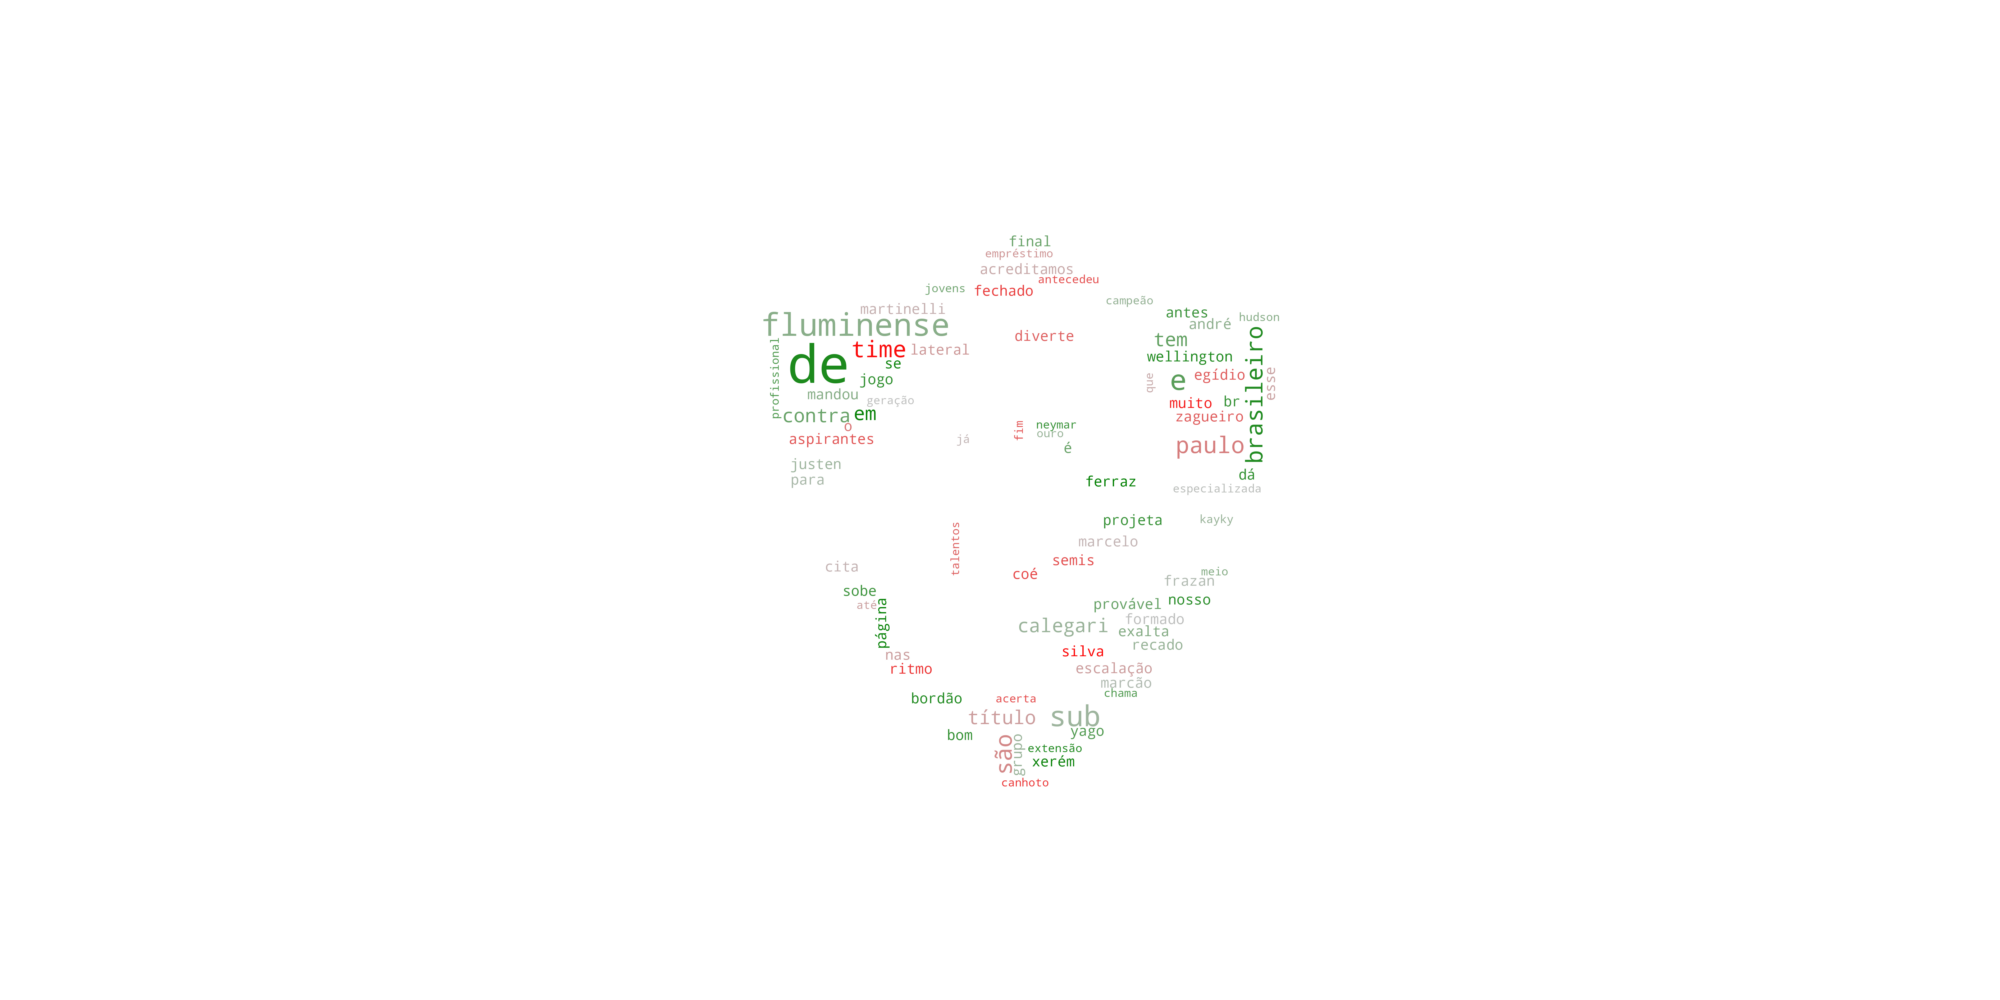 final
empréstimo
acreditamos
antecedeu
jovens
fechado
campeão
martinelli
antes
hudson
fluminense
andré
diverte
tem
time
lateral
wellington
brasileiro
de
se
profissional
jogo
que
e
egídio
esse
mandou
geração
muito
br
contra
em
zagueiro
o
fim
neymar
ouro
aspirantes
já
é
paulo
justen
para
dá
ferraz
especializada
projeta
kayky
talentos
marcelo
semis
cita
coé
meio
frazan
sobe
até
página
provável
nosso
calegari
formado
exalta
recado
silva
nas
ritmo
escalação
marcão
chama
bordão
acerta
título
sub
yago
bom
são
grupo
extensão
xerém
canhoto